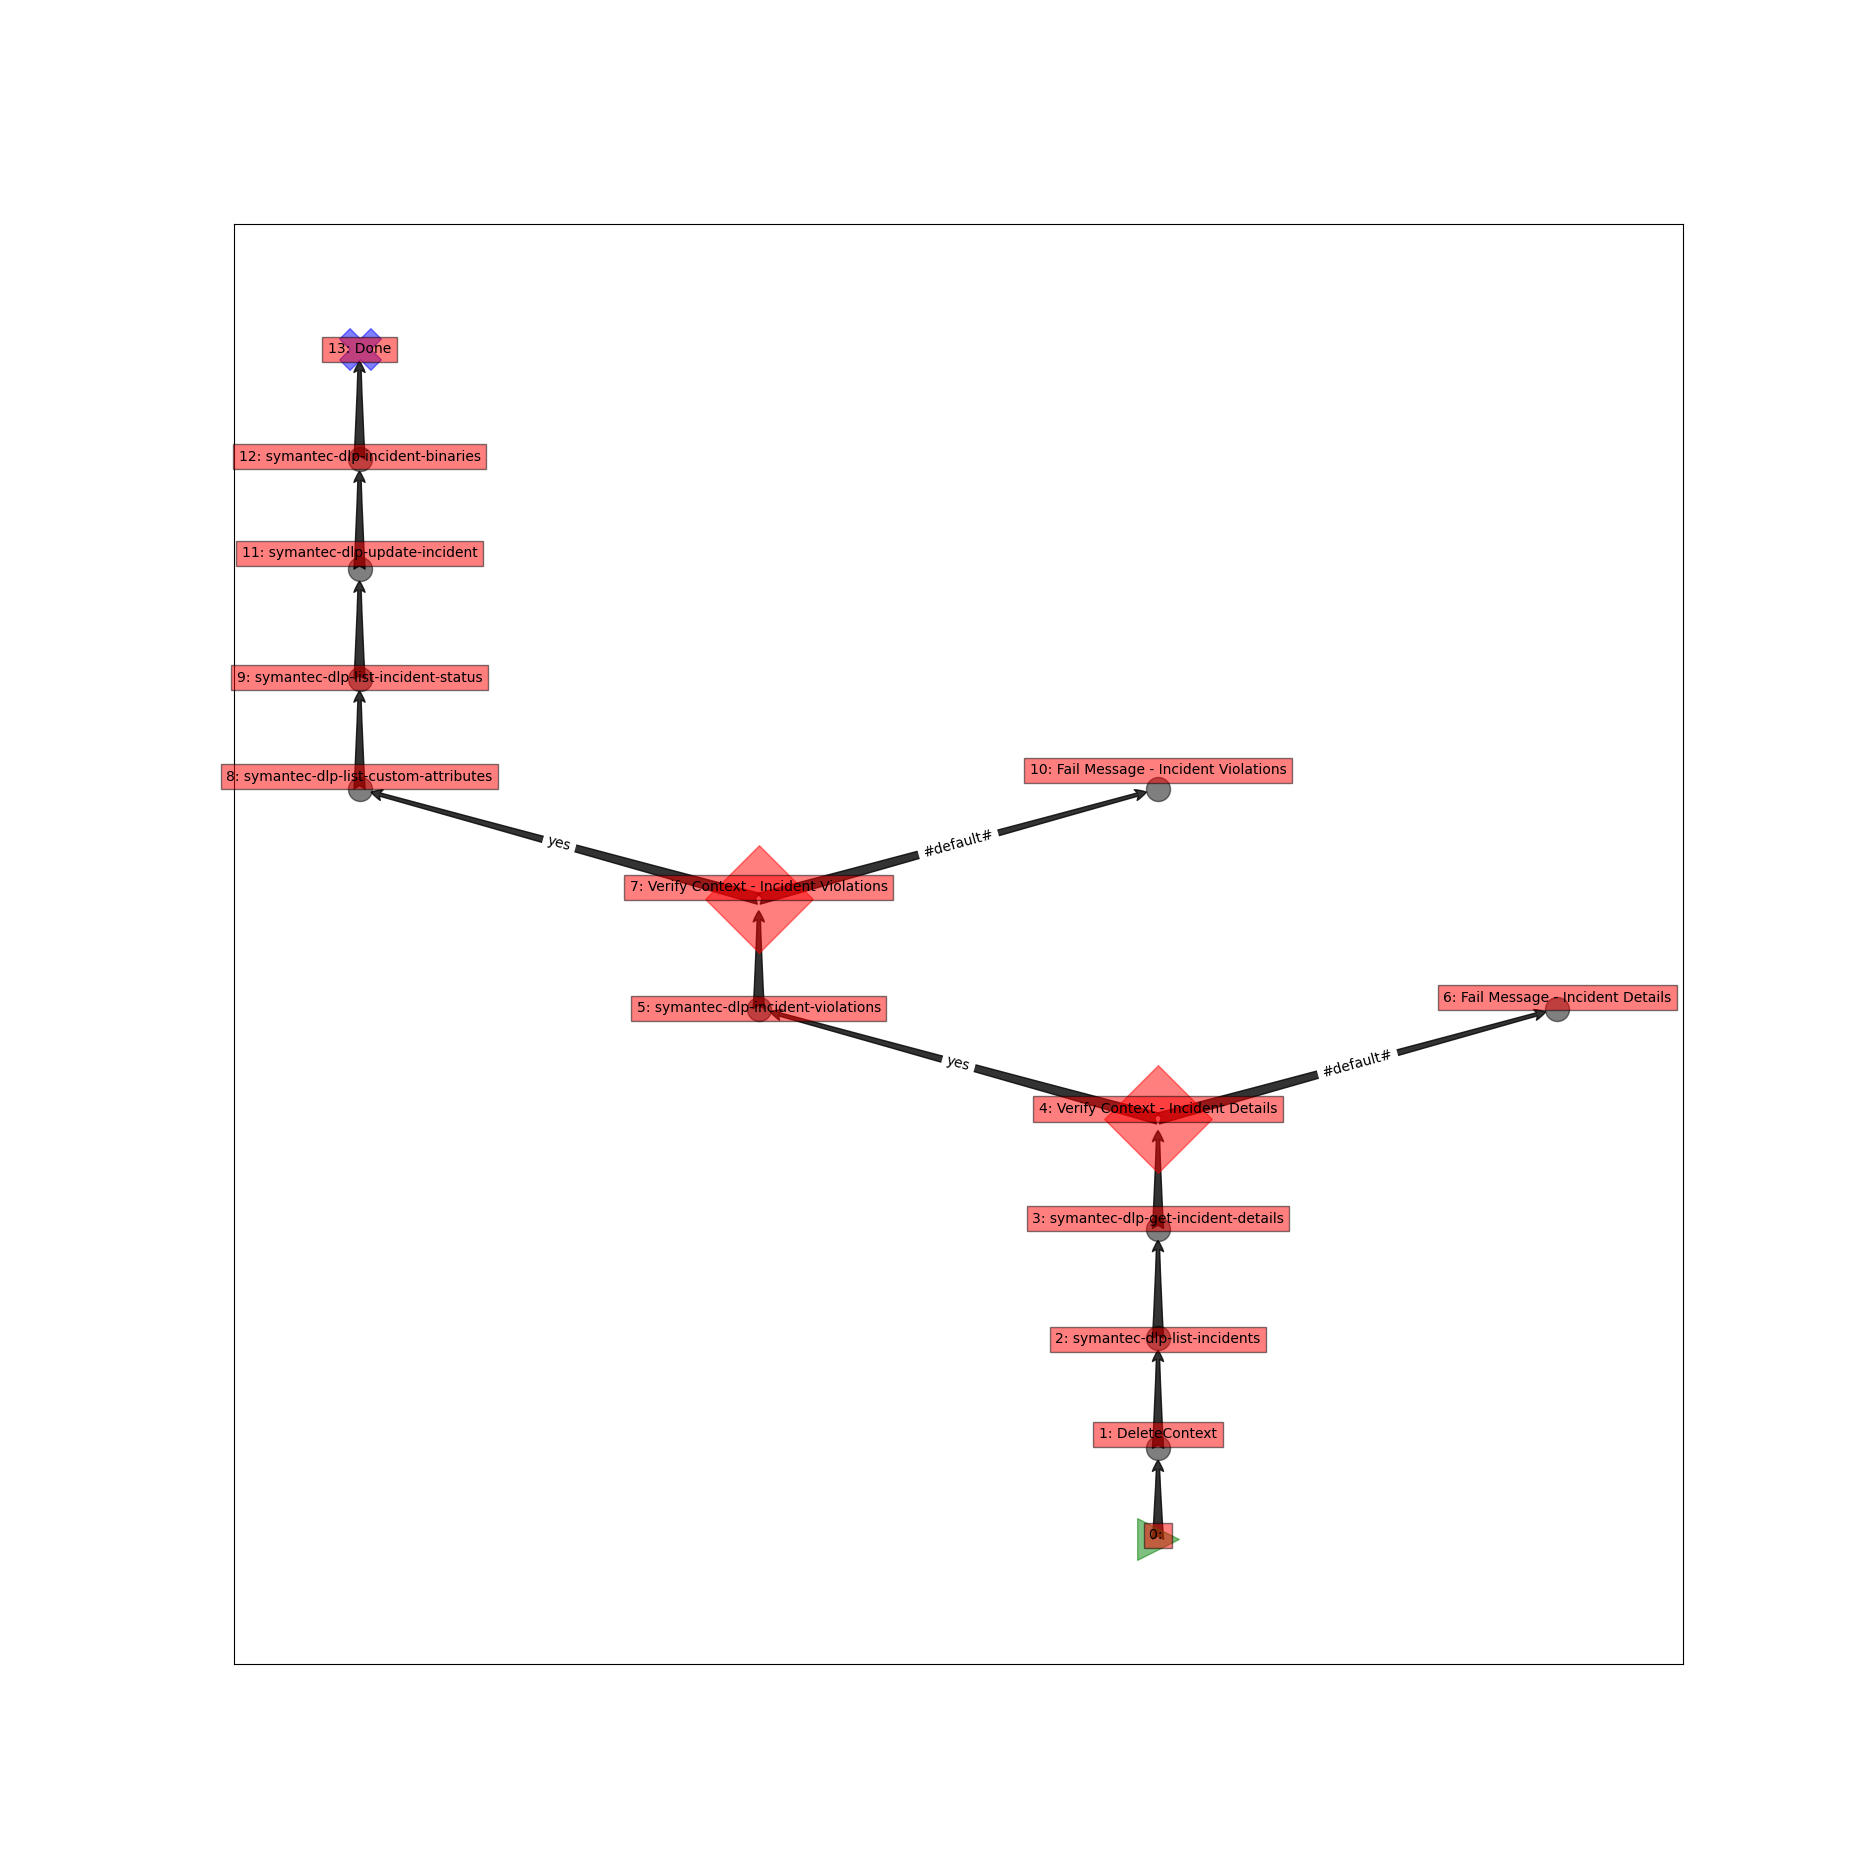 13: Done
12: symantec-dlp-incident-binaries
11: symantec-dlp-update-incident
9: symantec-dlp-list-incident-status
8: symantec-dlp-list-custom-attributes
10: Fail Message - Incident Violations
yes
#default#
7: Verify Context - Incident Violations
5: symantec-dlp-incident-violations
6: Fail Message - Incident Details
yes
#default#
4: Verify Context - Incident Details
3: symantec-dlp-get-incident-details
2: symantec-dlp-list-incidents
1: DeleteContext
0: